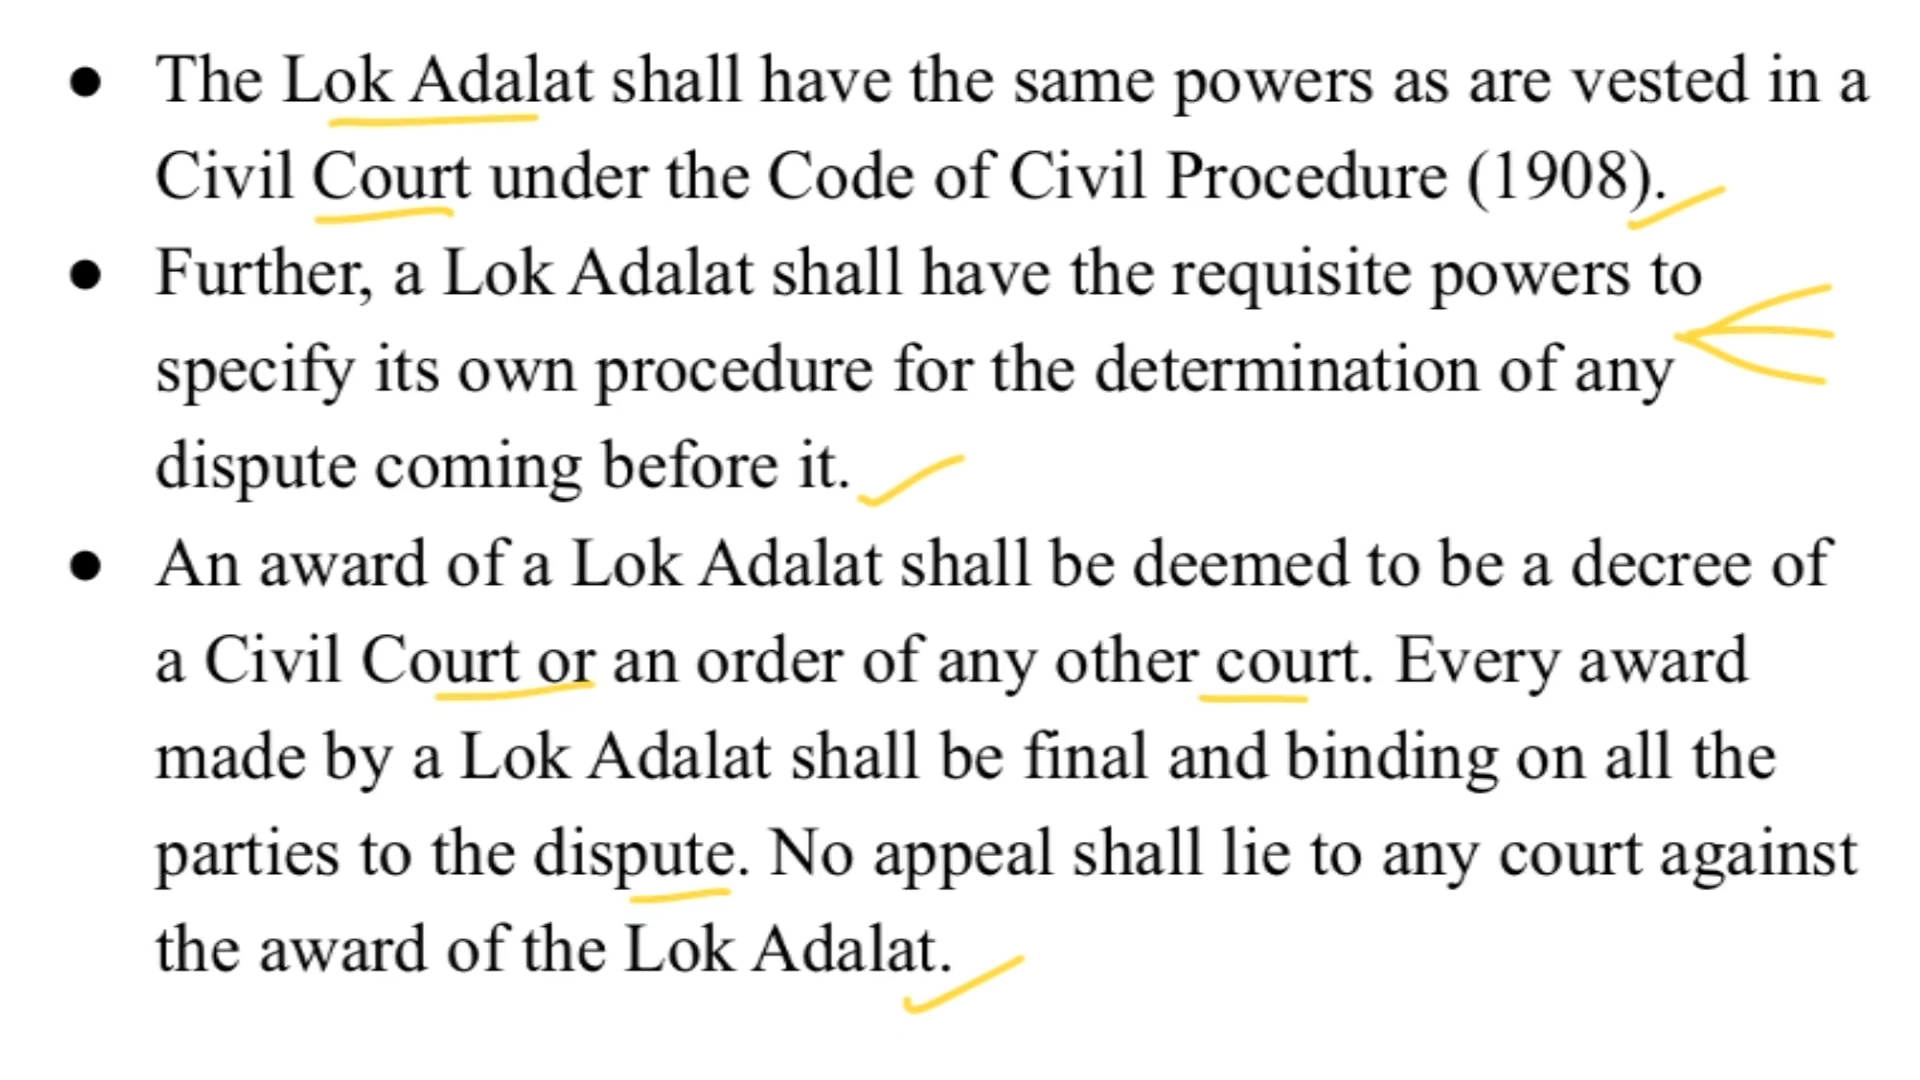 ● The Lok Adalat shall have the same powers as are vested in a
Civil Court under the Code of Civil Procedure (1908).
● Further, a Lok Adalat shall have the requisite powers to
specify its own procedure for the determination of any
dispute coming before it.
● An award of a Lok Adalat shall be deemed to be a decree of
a Civil Court or an order of any other court. Every award
made by a Lok Adalat shall be final and binding on all the
parties to the dispute. No appeal shall lie to any court against
the award of the Lok Adalat.